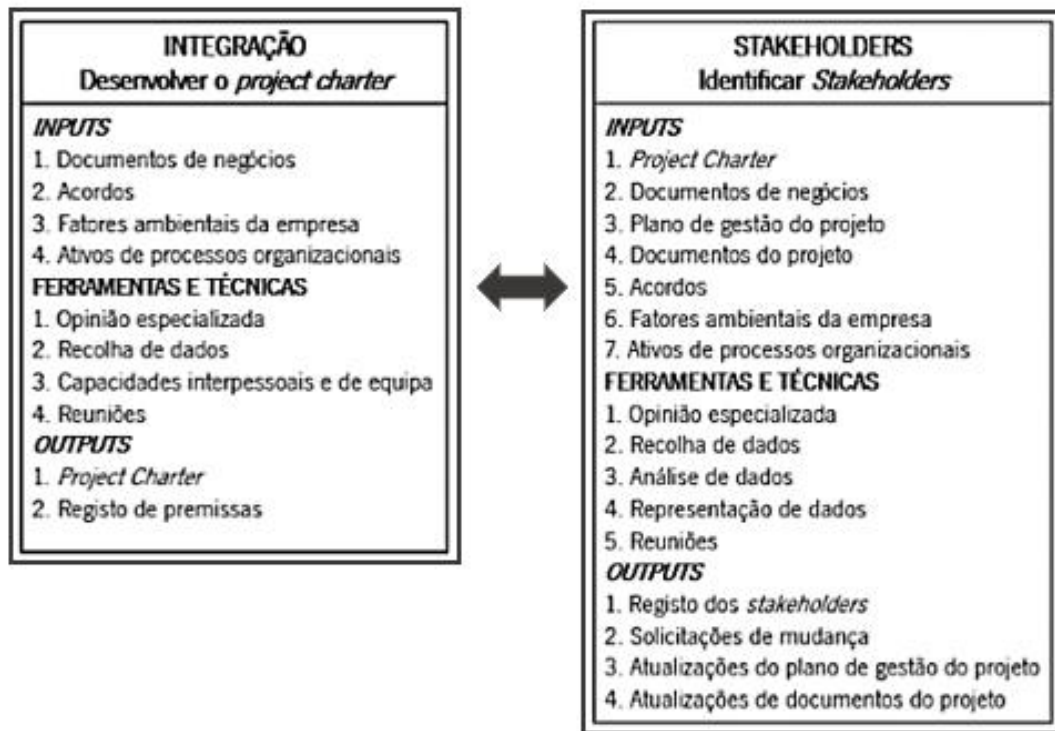 INTEGRAÇÃO
Desenvolver o project charter
INPUTS
1. Documentos de negócios
2. Acordos
3. Fatores ambientais da empresa
4. Ativos de processos organizacionais
FERRAMENTAS E TÉCNICAS
1. Opinião especializada
2. Recolha de dados
3. Capacidades interpessoais e de equipa
4. Reuniões
OUTPUTS
1. Project Charter
2. Registo de premissas
STAKEHOLDERS
Identificar Stakeholders
INPUTS
1. Project Charter
2. Documentos de negócios
3. Plano de gestão do projeto
4. Documentos do projeto
5. Acordos
6. Fatores ambientais da empresa
7. Ativos de processos organizacionais
FERRAMENTAS E TÉCNICAS
1. Opinião especializada
2. Recolha de dados
3. Análise de dados
4. Representação de dados
5. Reuniões
OUTPUTS
1. Registo dos stakeholders
2. Solicitações de mudança
3. Atualizações do plano de gestão do projeto
4. Atualizações de documentos do projeto